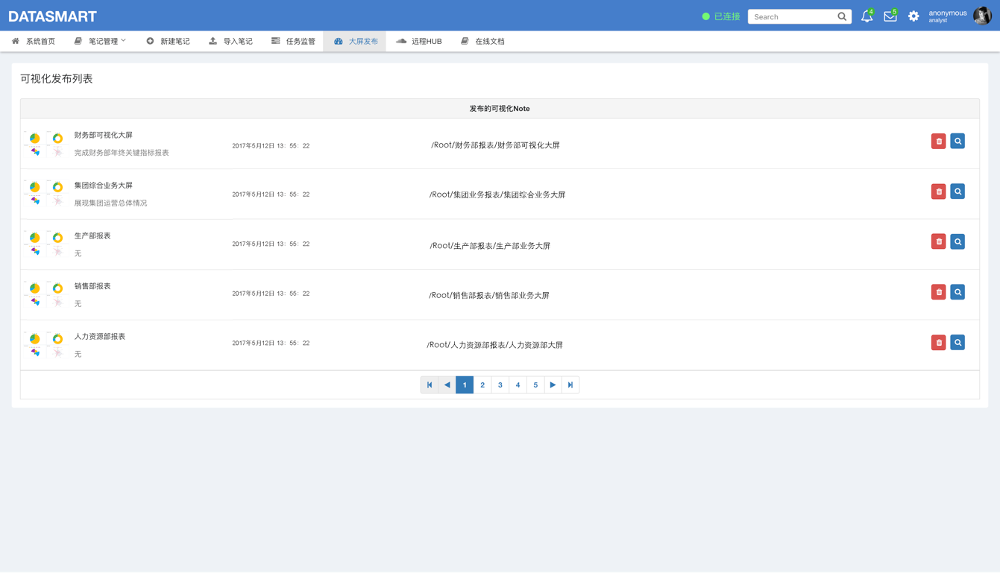 DATASMART
已连接
Search
4
5
anonymous
analyst
系统首页 笔记管理 新建笔记 导入笔记 任务监管 大屏发布 远程HUB 在线文档
可视化发布列表
发布的可视化Note
财务部可视化大屏
完成财务部年终关键指标报表
2017年5月12日 13：55：22
/Root/财务部报表/财务部可视化大屏
集团综合业务大屏
展现集团运营总体情况
2017年5月12日 13：55：22
/Root/集团业务报表/集团综合业务大屏
生产部报表
无
2017年5月12日 13：55：22
/Root/生产部报表/生产部业务大屏
销售部报表
无
2017年5月12日 13：55：22
/Root/销售部报表/销售部业务大屏
人力资源部报表
无
2017年5月12日 13：55：22
/Root/人力资源部报表/人力资源部大屏
1 2 3 4 5